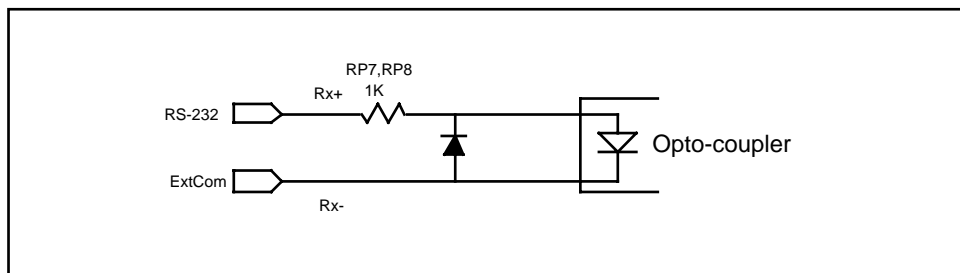 RP7,RP8
1K
Rx+
RS-232
Opto-coupler
ExtCom
Rx-